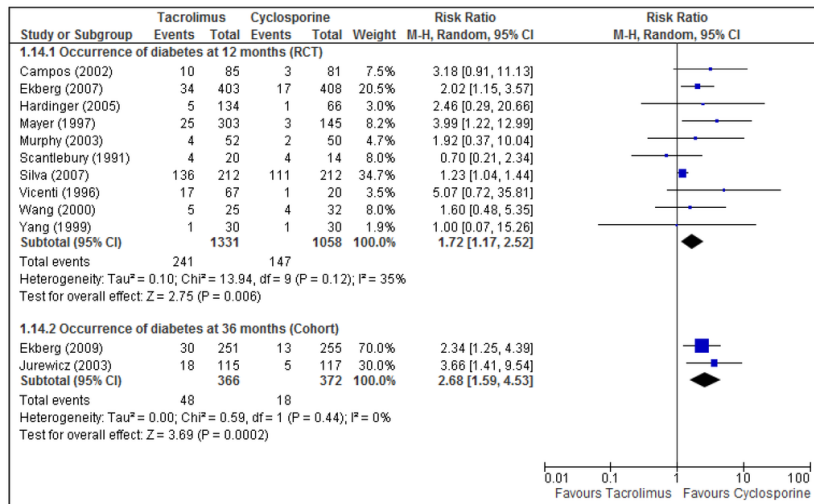 Tacrolimus Cyclosporine Risk Ratio Risk Ratio
Study or Subgroup Events Total Events Total Weight M-H, Random, 95% CI M-H, Random, 95% CI
1.14.1 Occurrence of diabetes at 12 months (RCT)
Campos (2002) 10 85 3 81 7.5% 3.18 [0.91, 11.13]
Ekberg (2007) 34 403 17 408 20.5% 2.02 [1.15, 3.57]
Hardinger (2005) 5 134 1 66 3.0% 2.46 [0.29, 20.66]
Mayer (1997) 25 303 3 145 8.2% 3.99 [1.22, 12.99]
Murphy (2003) 4 52 2 50 4.7% 1.92 [0.37, 10.04]
Scantlebury (1991) 4 20 4 14 8.0% 0.70 [0.21, 2.34]
Silva (2007) 136 212 111 212 34.7% 1.23 [1.04, 1.44]
Vicenti (1996) 17 67 1 20 3.5% 5.07 [0.72, 35.81]
Wang (2000) 5 25 4 32 8.0% 1.60 [0.48, 5.35]
Yang (1999) 1 30 1 30 1.9% 1.00 [0.07, 15.26]
Subtotal (95% CI) 1331 1058 100.0% 1.72 [1.17, 2.52]
Total events 241 147
Heterogeneity: Tau² = 0.10; Chi² = 13.94, df = 9 (P = 0.12); I² = 35%
Test for overall effect: Z = 2.75 (P = 0.006)
1.14.2 Occurrence of diabetes at 36 months (Cohort)
Ekberg (2009) 30 251 13 255 70.0% 2.34 [1.25, 4.39]
Jurewicz (2003) 18 115 5 117 30.0% 3.66 [1.41, 9.54]
Subtotal (95% CI) 366 372 100.0% 2.68 [1.59, 4.53]
Total events 48 18
Heterogeneity: Tau² = 0.00; Chi² = 0.59, df = 1 (P = 0.44); I² = 0%
Test for overall effect: Z = 3.69 (P = 0.0002)
0.01 0.1 1 10 100
Favours Tacrolimus Favours Cyclosporine